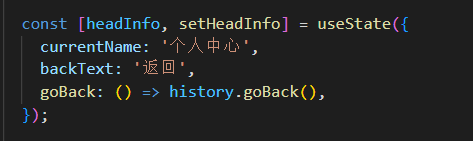 const [headInfo, setHeadInfo] = useState({
  currentName: '个人中心',
  backText: '返回',
  goBack: () => history.goBack(),
});